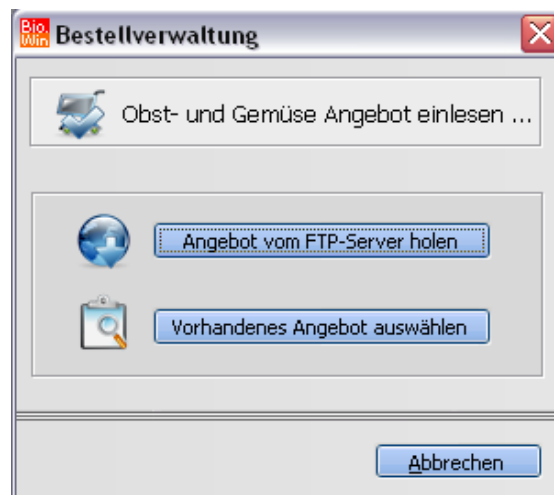 Bio
Win
Bestellverwaltung
Obst- und Gemüse Angebot einlesen ...
Angebot vom FTP-Server holen
Vorhandenes Angebot auswählen
Abbrechen